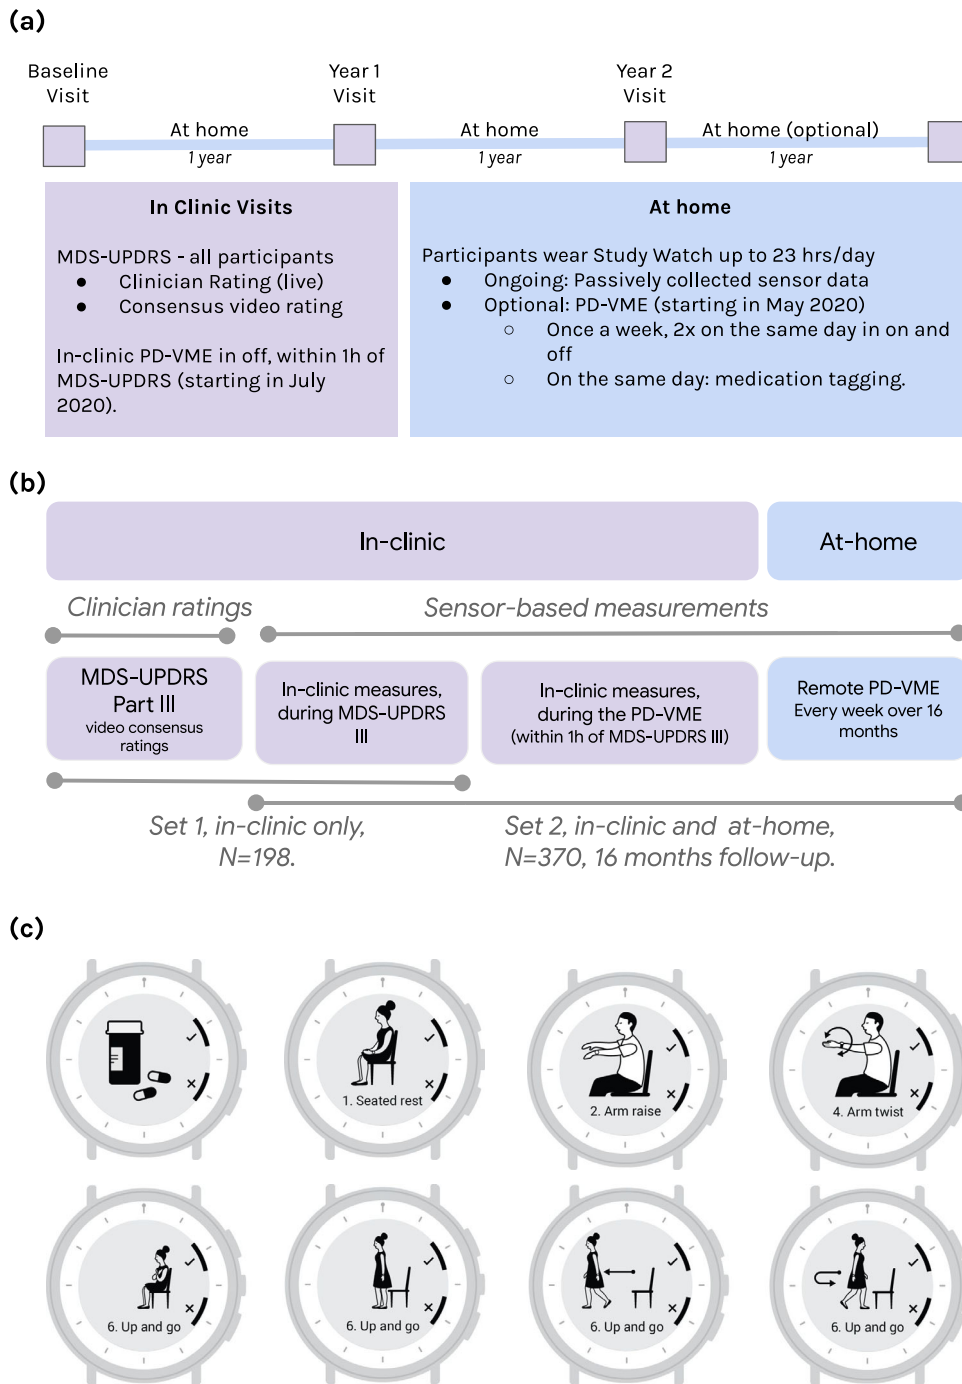 (a)
Baseline
Visit
Year 1
Visit
Year 2
Visit
At home
1 year
At home
1 year
At home (optional)
1 year
In Clinic Visits
MDS-UPDRS - all participants
● Clinician Rating (live)
● Consensus video rating
In-clinic PD-VME in off, within 1h of
MDS-UPDRS (starting in July
2020).
At home
Participants wear Study Watch up to 23 hrs/day
● Ongoing: Passively collected sensor data
● Optional: PD-VME (starting in May 2020)
○ Once a week, 2x on the same day in on and
off
○ On the same day: medication tagging.
(b)
In-clinic
At-home
Clinician ratings
Sensor-based measurements
MDS-UPDRS
Part III
video consensus
ratings
In-clinic measures,
during MDS-UPDRS
III
In-clinic measures,
during the PD-VME
(within 1h of MDS-UPDRS III)
Remote PD-VME
Every week over 16
months
Set 1, in-clinic only,
N=198.
Set 2, in-clinic and at-home,
N=370, 16 months follow-up.
(c)
1. Seated rest
2. Arm raise
4. Arm twist
6. Up and go
6. Up and go
6. Up and go
6. Up and go